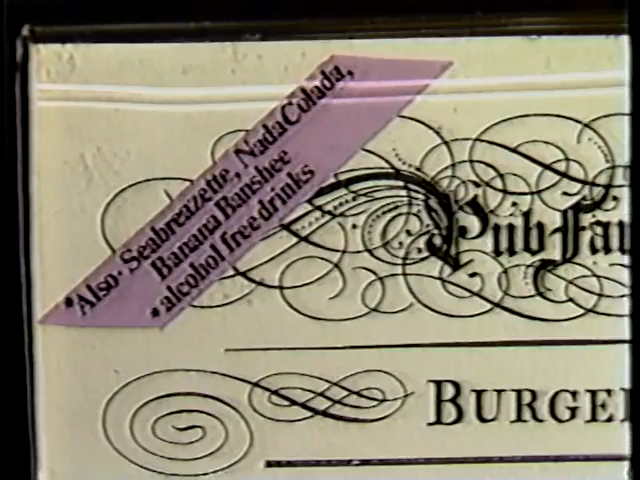 *Also- Seabreazette, Nada Colada,
Banana Banshee
*alcohol free drinks
Pub Fa
BURGE